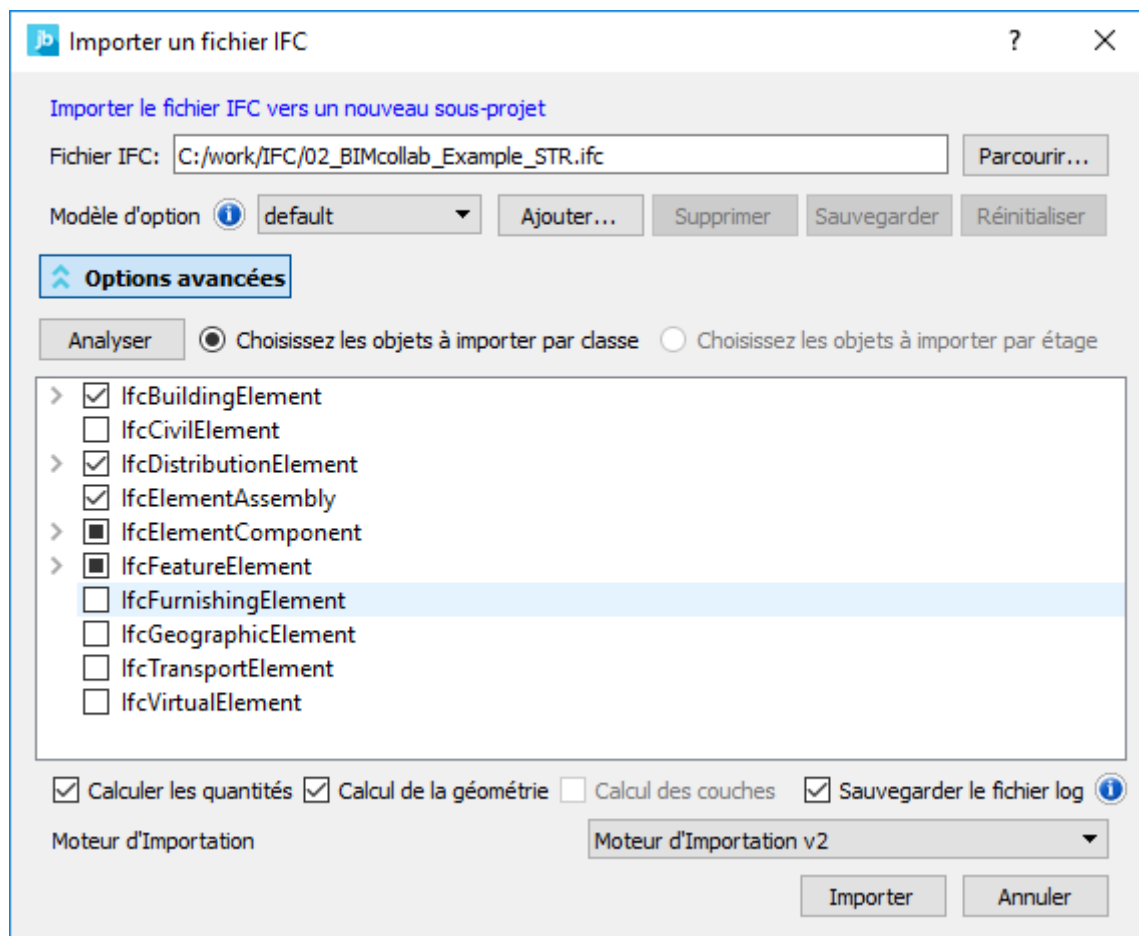 jb Importer un fichier IFC ?
Importer le fichier IFC vers un nouveau sous-projet
Fichier IFC: C:/work/IFC/02_BIMcollab_Example_STR.ifc Parcourir...
Modèle d'option i default Ajouter... Supprimer Sauvegarder Réinitialiser
Options avancées
Analyser Choisissez les objets à importer par classe Choisissez les objets à importer par étage
IfcBuildingElement
IfcCivilElement
IfcDistributionElement
IfcElementAssembly
IfcElementComponent
IfcFeatureElement
IfcFurnishingElement
IfcGeographicElement
IfcTransportElement
IfcVirtualElement
Calculer les quantités Calcul de la géométrie Calcul des couches Sauvegarder le fichier log i
Moteur d'Importation Moteur d'Importation v2
Importer Annuler